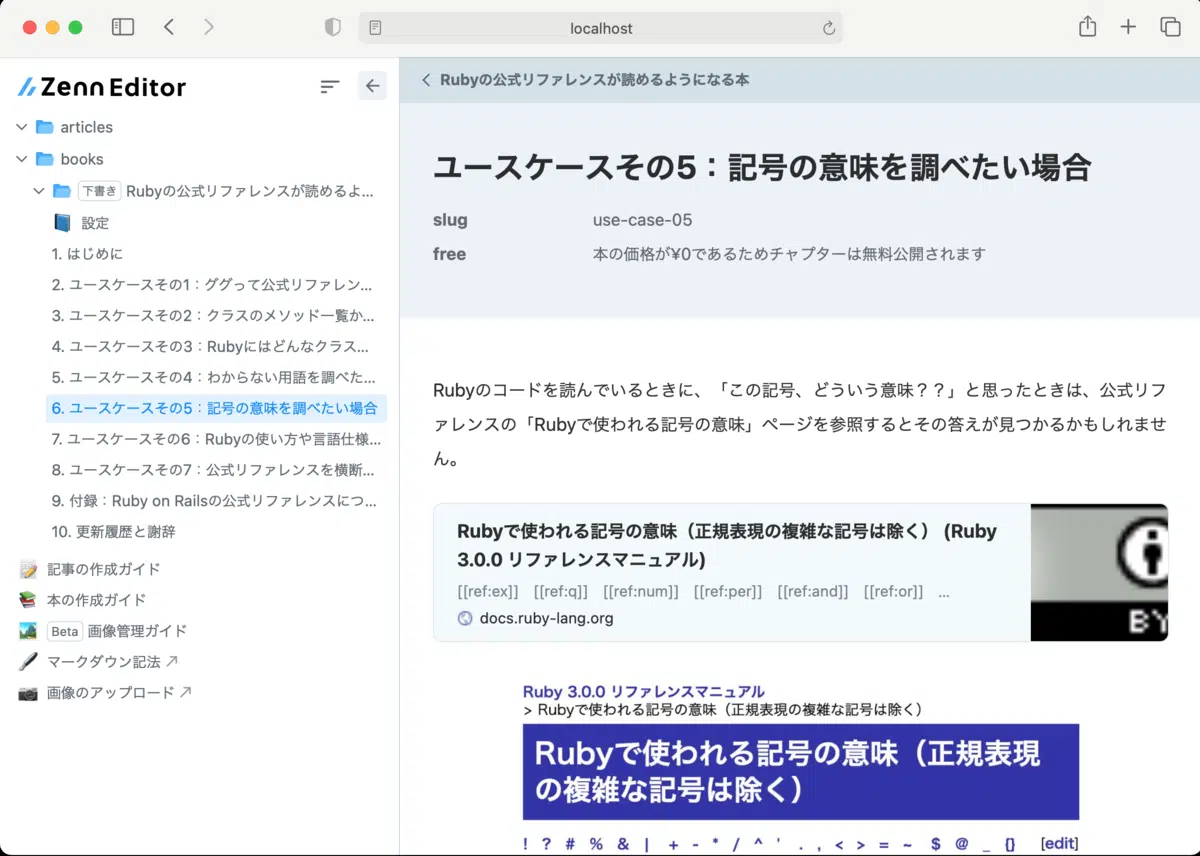 localhost
Zenn Editor
articles
books
下書き Rubyの公式リファレンスが読めるよ...
設定
1. はじめに
2. ユースケースその1：ググって公式リファレン...
3. ユースケースその2：クラスのメソッド一覧か...
4. ユースケースその3：Rubyにはどんなクラス...
5. ユースケースその4：わからない用語を調べた...
6. ユースケースその5：記号の意味を調べたい場合
7. ユースケースその6：Rubyの使い方や言語仕様...
8. ユースケースその7：公式リファレンスを横断...
9. 付録：Ruby on Railsの公式リファレンスにつ...
10. 更新履歴と謝辞
記事の作成ガイド
本の作成ガイド
Beta 画像管理ガイド
マークダウン記法 ↗
画像のアップロード ↗
Rubyの公式リファレンスが読めるようになる本
ユースケースその5：記号の意味を調べたい場合
slug use-case-05
free 本の価格が¥0であるためチャプターは無料公開されます
Rubyのコードを読んでいるときに、「この記号、どういう意味？？」と思ったときは、公式リフ
ァレンスの「Rubyで使われる記号の意味」ページを参照するとその答えが見つかるかもしれませ
ん。
Rubyで使われる記号の意味（正規表現の複雑な記号は除く） (Ruby
3.0.0 リファレンスマニュアル)
[[ref:ex]] [[ref:q]] [[ref:num]] [[ref:per]] [[ref:and]] [[ref:or]] ...
docs.ruby-lang.org
BY
Ruby 3.0.0 リファレンスマニュアル
> Rubyで使われる記号の意味（正規表現の複雑な記号は除く）
Rubyで使われる記号の意味（正規表現
の複雑な記号は除く）
! ? # % & | + - * / ^ ' . , < > = ~ $ @ _ {} [edit]